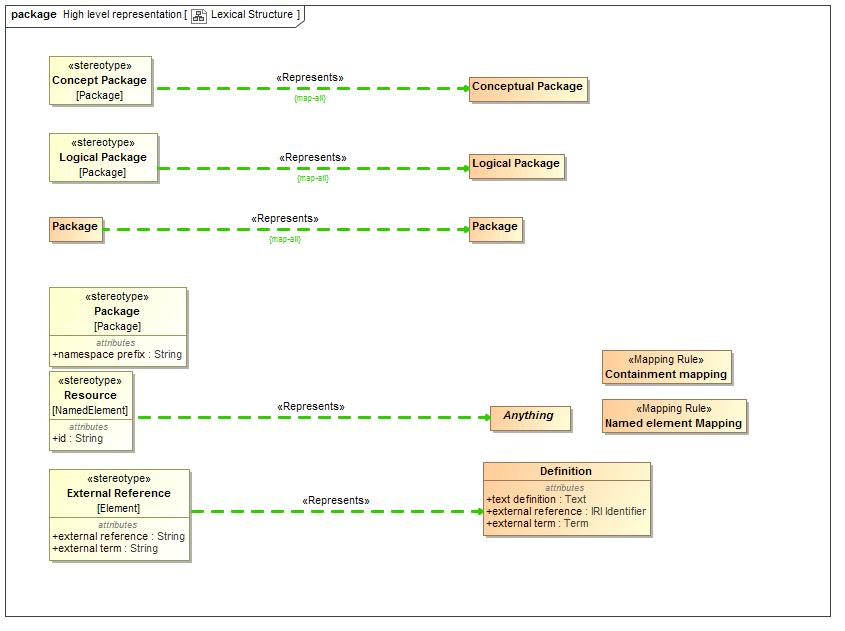 package High level representation [ Lexical Structure ]
«stereotype»
Concept Package
[Package]
«Represents»
{map-all}
Conceptual Package
«stereotype»
Logical Package
[Package]
«Represents»
{map-all}
Logical Package
Package
«Represents»
{map-all}
Package
«stereotype»
Package
[Package]
attributes
+namespace prefix : String
«stereotype»
Resource
[NamedElement]
attributes
+id : String
«Represents»
Anything
«Mapping Rule»
Containment mapping
«Mapping Rule»
Named element Mapping
«stereotype»
External Reference
[Element]
attributes
+external reference : String
+external term : String
«Represents»
Definition
attributes
+text definition : Text
+external reference : IRI Identifier
+external term : Term